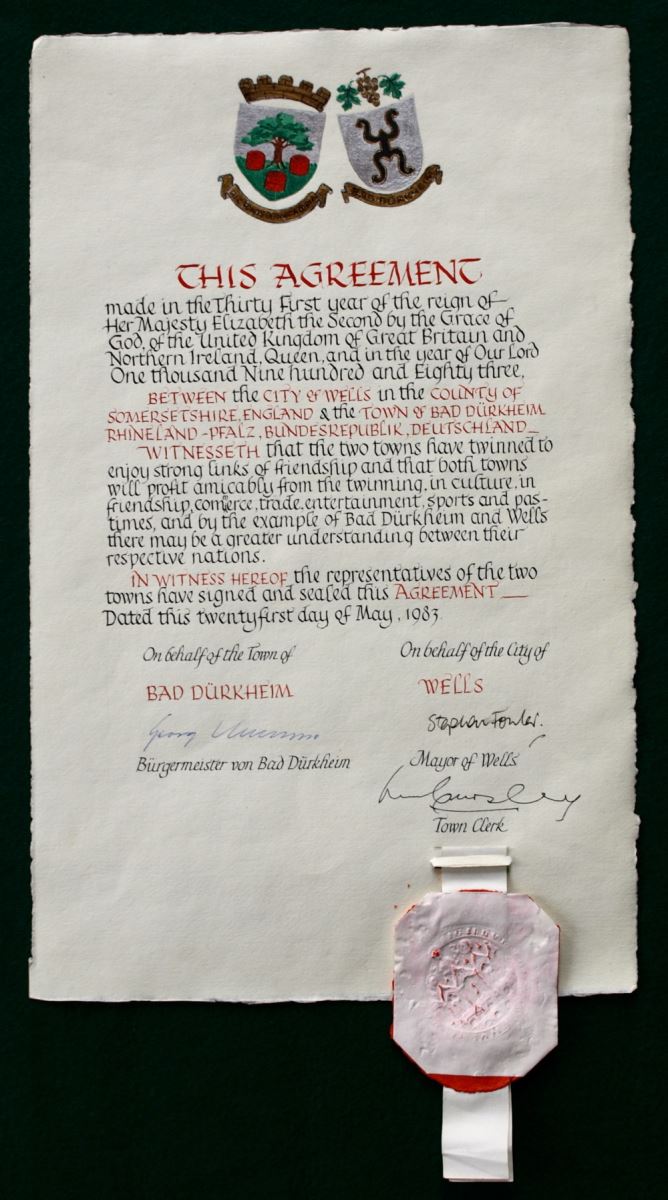 BAD DÜRKHEIM
THIS AGREEMENT
made in the Thirty First year of the reign of
Her Majesty Elizabeth the Second by the Grace of
God, of the United Kingdom of Great Britain and
Northern Ireland, Queen, and in the year of Our Lord
One thousand Nine hundred and Eighty three,
BETWEEN the CITY of WELLS in the COUNTY OF
SOMERSETSHIRE, ENGLAND & the TOWN of BAD DÜRKHEIM
RHINELAND-PFALZ, BUNDESREPUBLIK, DEUTSCHLAND
WITNESSETH that the two towns have twinned to
enjoy strong links of friendship and that both towns
will profit amicably from the twinning, in culture, in
friendship, comerce, trade, entertainment, sports and pas-
times, and by the example of Bad Dürkheim and Wells
there may be a greater understanding between their
respective nations.
IN WITNESS HEREOF the representatives of the two
towns have signed and sealed this AGREEMENT
Dated this twentyfirst day of May, 1983
On behalf of the Town of
BAD DÜRKHEIM
Georg
Bürgermeister von Bad Dürkheim
On behalf of the City of
WELLS
Stephen Fowler.
Mayor of Wells
Town Clerk